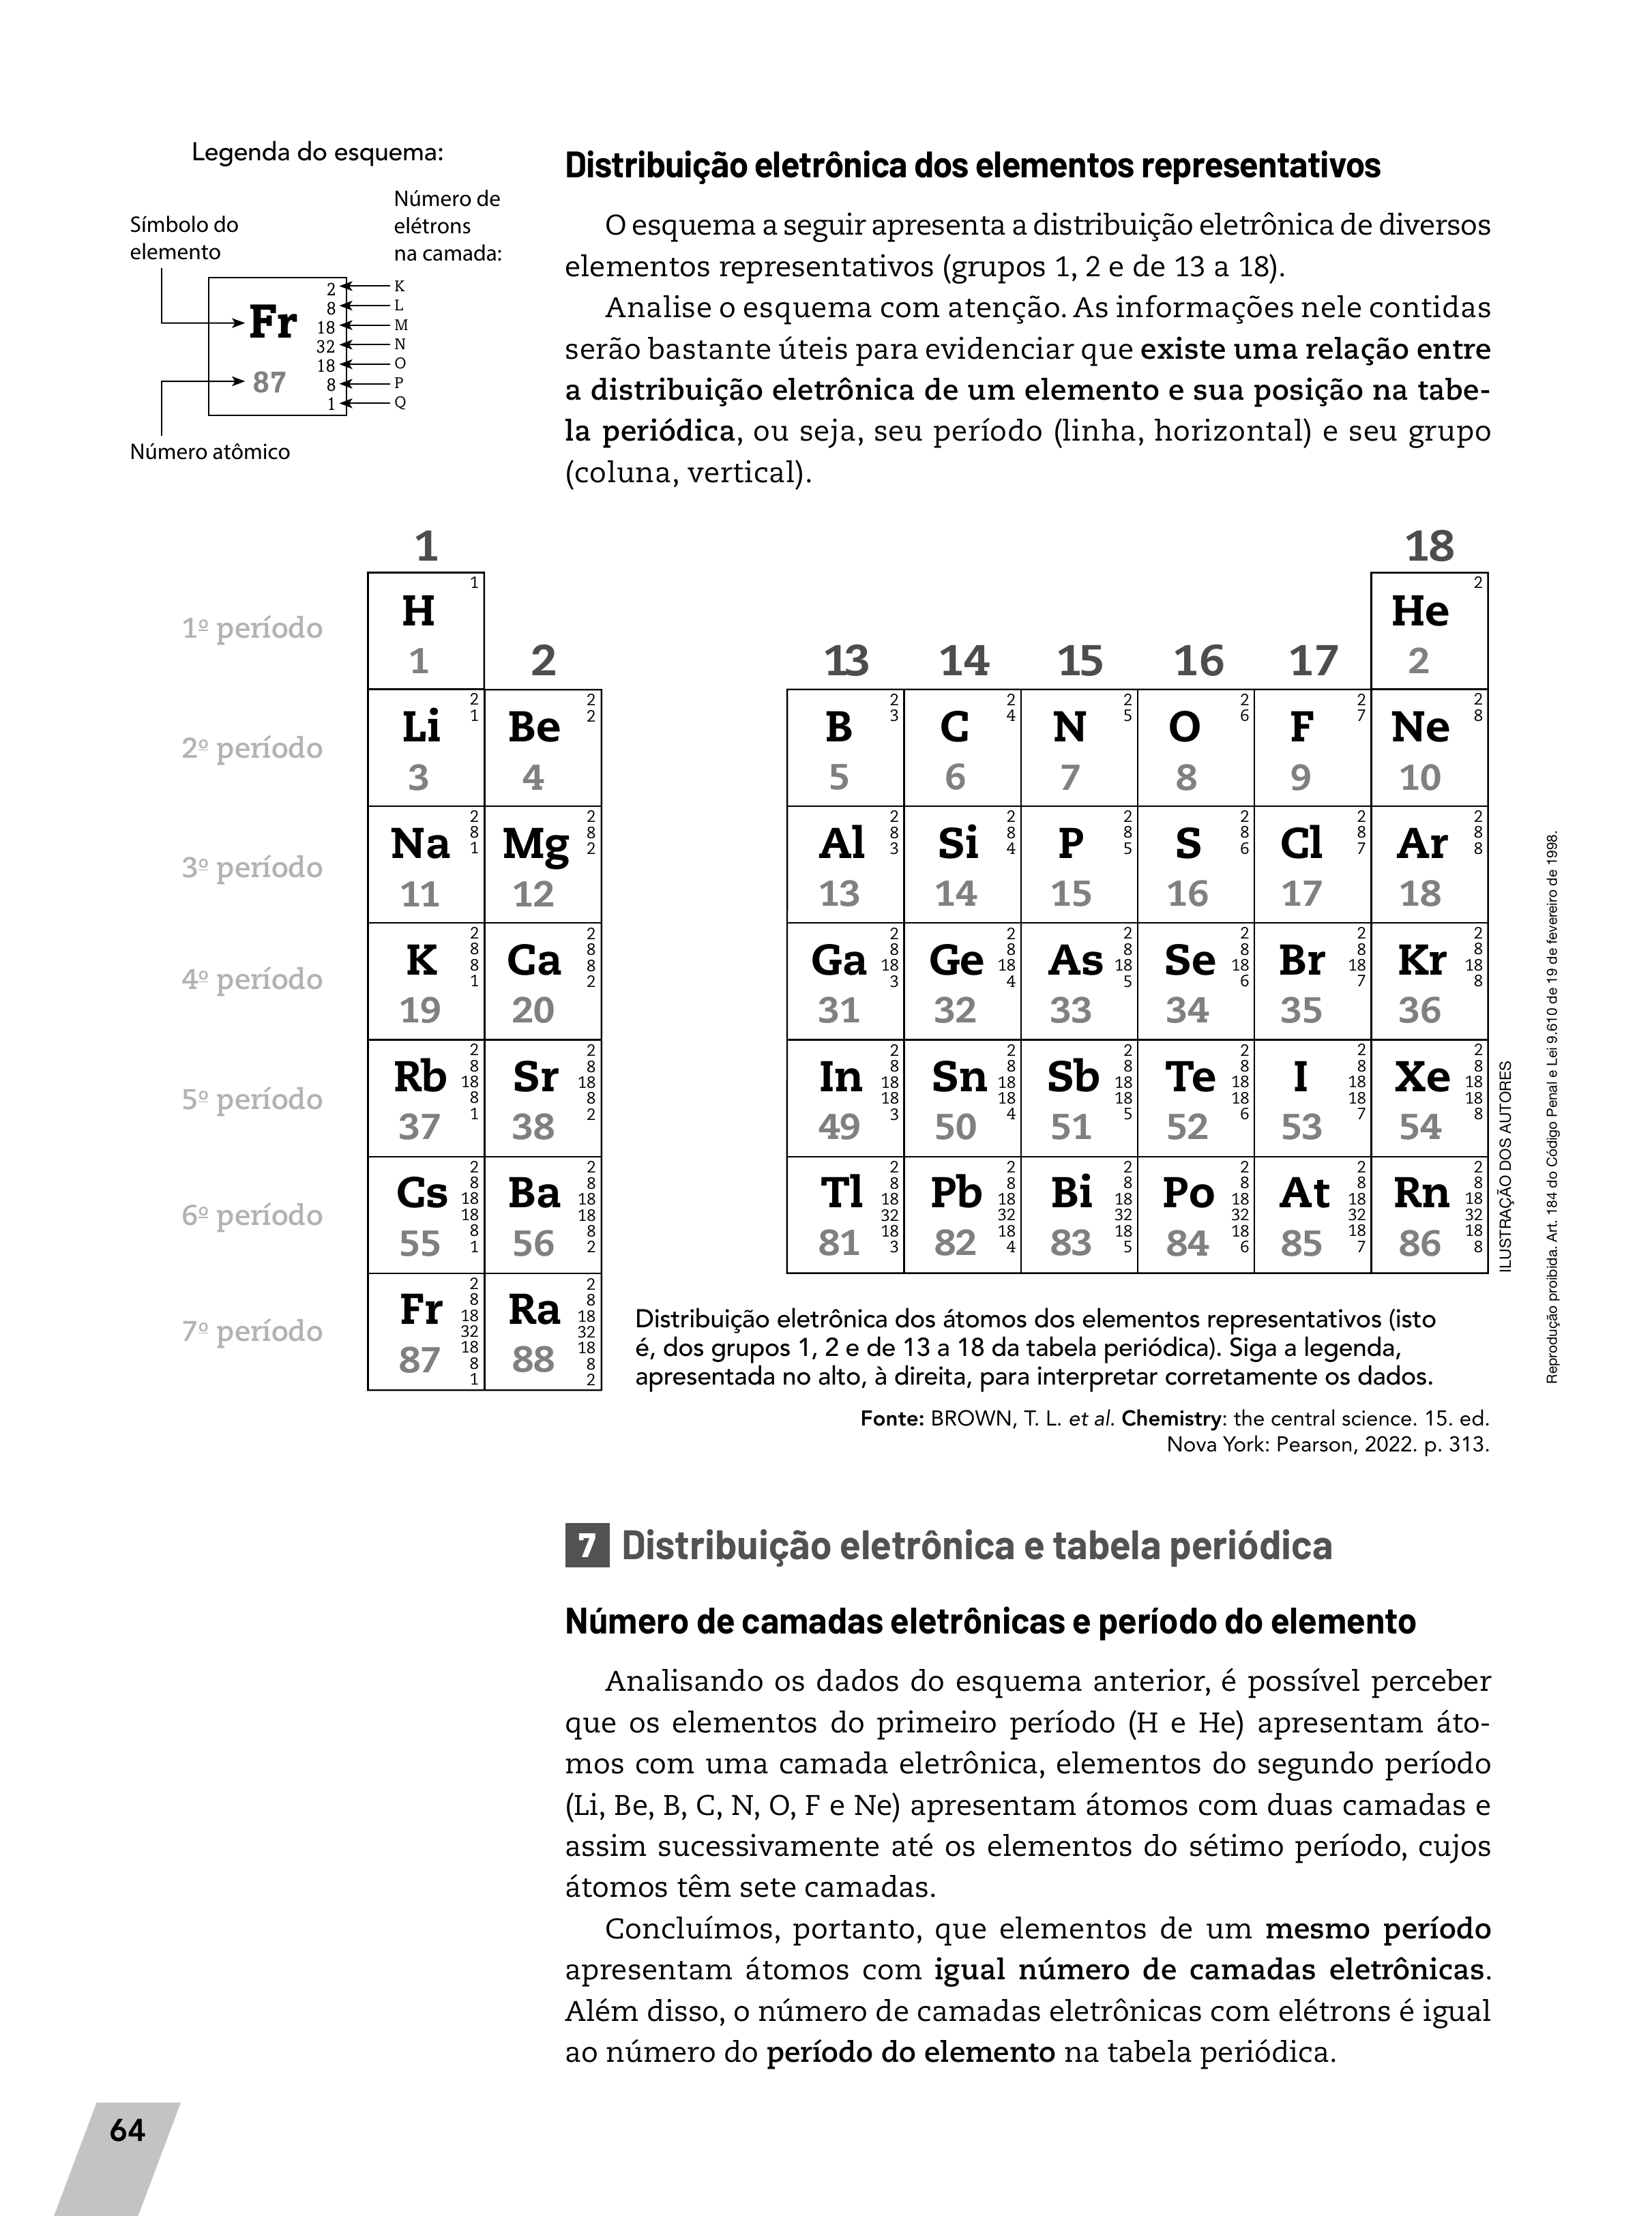 Legenda do esquema:
Símbolo do
elemento
Número de
elétrons
na camada:
Fr
87
2 K
8 L
18 M
32 N
18 O
8 P
1 Q
Número atômico
Distribuição eletrônica dos elementos representativos
O esquema a seguir apresenta a distribuição eletrônica de diversos
elementos representativos (grupos 1, 2 e de 13 a 18).
Analise o esquema com atenção. As informações nele contidas
serão bastante úteis para evidenciar que existe uma relação entre
a distribuição eletrônica de um elemento e sua posição na tabe-
la periódica, ou seja, seu período (linha, horizontal) e seu grupo
(coluna, vertical).
1 18
1º período
H 1 1
He 2 2
2 13 14 15 16 17
2º período
Li 3 2 1
Be 4 2 2
B 5 2 3
C 6 2 4
N 7 2 5
O 8 2 6
F 9 2 7
Ne 10 2 8
3º período
Na 11 2 8 1
Mg 12 2 8 2
Al 13 2 8 3
Si 14 2 8 4
P 15 2 8 5
S 16 2 8 6
Cl 17 2 8 7
Ar 18 2 8 8
4º período
K 19 2 8 8 1
Ca 20 2 8 8 2
Ga 31 2 8 18 3
Ge 32 2 8 18 4
As 33 2 8 18 5
Se 34 2 8 18 6
Br 35 2 8 18 7
Kr 36 2 8 18 8
5º período
Rb 37 2 8 18 8 1
Sr 38 2 8 18 8 2
In 49 2 8 18 18 3
Sn 50 2 8 18 18 4
Sb 51 2 8 18 18 5
Te 52 2 8 18 18 6
I 53 2 8 18 18 7
Xe 54 2 8 18 18 8
6º período
Cs 55 2 8 18 18 8 1
Ba 56 2 8 18 18 8 2
Tl 81 2 8 18 32 18 3
Pb 82 2 8 18 32 18 4
Bi 83 2 8 18 32 18 5
Po 84 2 8 18 32 18 6
At 85 2 8 18 32 18 7
Rn 86 2 8 18 32 18 8
7º período
Fr 87 2 8 18 32 18 8 1
Ra 88 2 8 18 32 18 8 2
Distribuição eletrônica dos átomos dos elementos representativos (isto
é, dos grupos 1, 2 e de 13 a 18 da tabela periódica). Siga a legenda,
apresentada no alto, à direita, para interpretar corretamente os dados.
Fonte: BROWN, T. L. et al. Chemistry: the central science. 15. ed.
Nova York: Pearson, 2022. p. 313.
ILUSTRAÇÃO DOS AUTORES
Reprodução proibida. Art. 184 do Código Penal e Lei 9.610 de 19 de fevereiro de 1998.
7 Distribuição eletrônica e tabela periódica
Número de camadas eletrônicas e período do elemento
Analisando os dados do esquema anterior, é possível perceber
que os elementos do primeiro período (H e He) apresentam áto-
mos com uma camada eletrônica, elementos do segundo período
(Li, Be, B, C, N, O, F e Ne) apresentam átomos com duas camadas e
assim sucessivamente até os elementos do sétimo período, cujos
átomos têm sete camadas.
Concluímos, portanto, que elementos de um mesmo período
apresentam átomos com igual número de camadas eletrônicas.
Além disso, o número de camadas eletrônicas com elétrons é igual
ao número do período do elemento na tabela periódica.
64